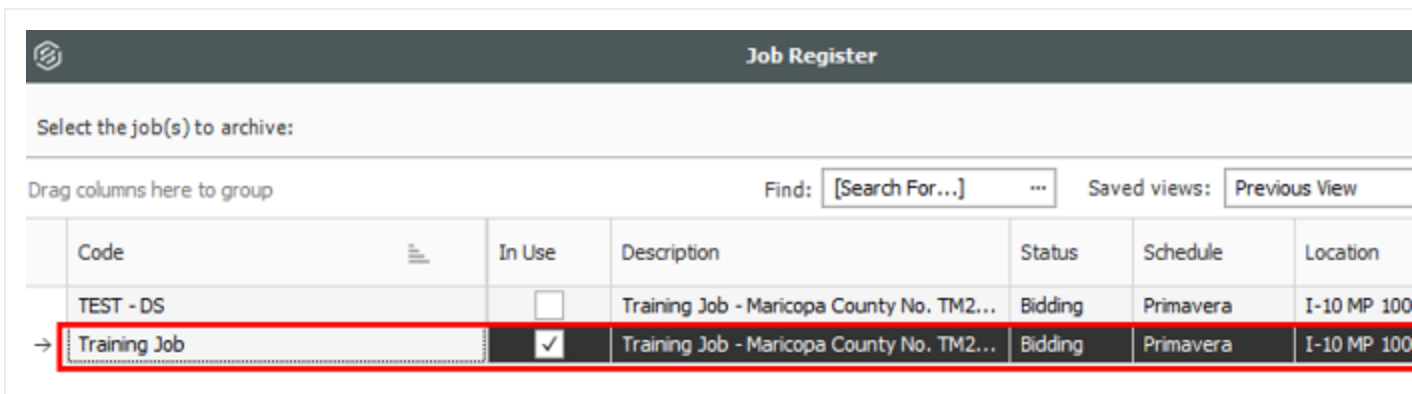 Job Register
Select the job(s) to archive:
Drag columns here to group Find: [Search For...] ... Saved views: Previous View
Code In Use Description Status Schedule Location
TEST - DS Training Job - Maricopa County No. TM2... Bidding Primavera I-10 MP 100
Training Job Training Job - Maricopa County No. TM2... Bidding Primavera I-10 MP 100